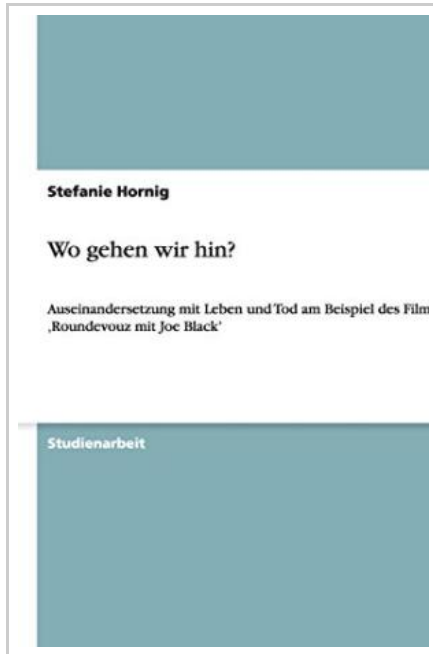 Stefanie Hornig
Wo gehen wir hin?
Auseinandersetzung mit Leben und Tod am Beispiel des Film
‚Roundevouz mit Joe Black'
Studienarbeit